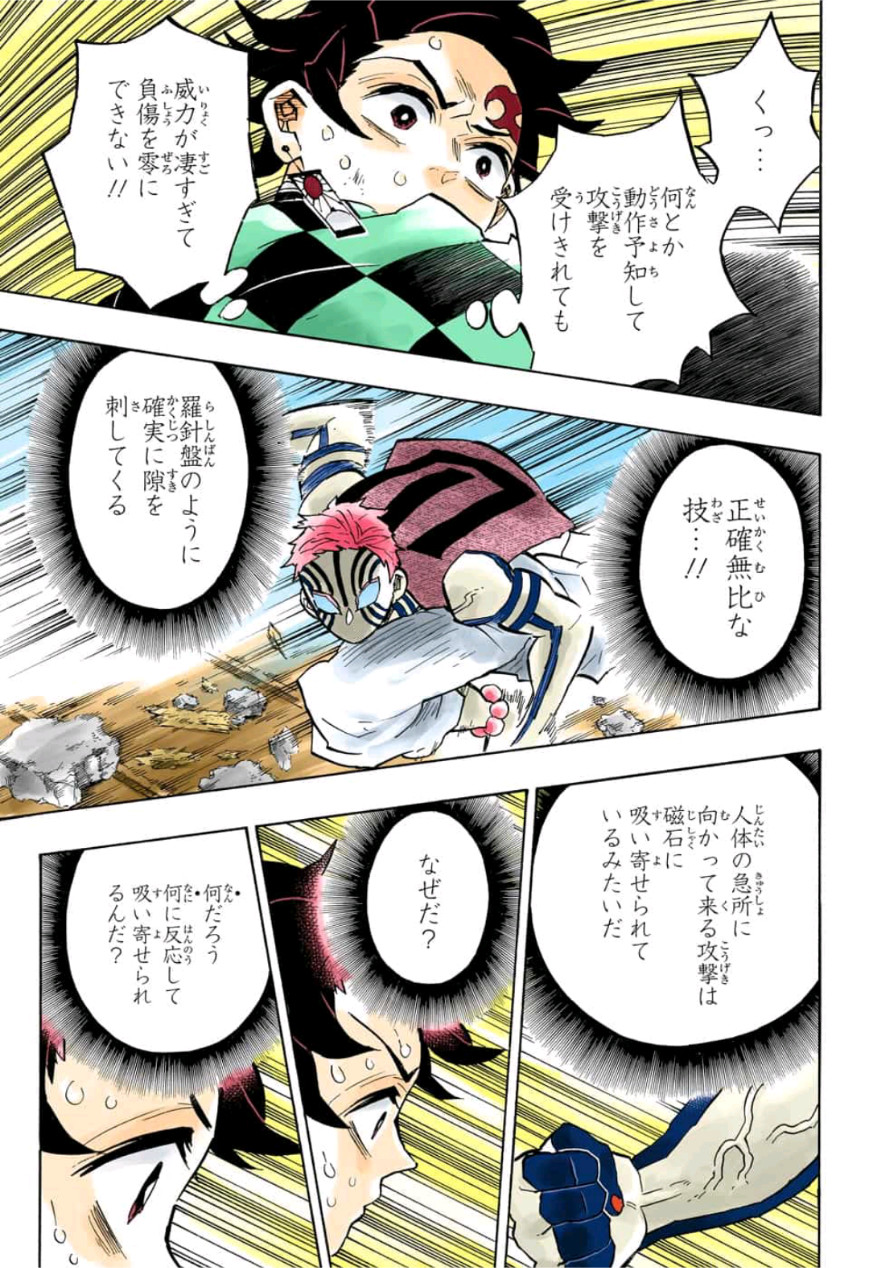 くっ…
何とか
動作予知して
攻撃を
受けきれても
威力が凄すぎて
負傷を零に
できない!!
正確無比な
技…!!
羅針盤のように
確実に隙を
刺してくる
人体の急所に
向かって来る攻撃は
磁石に
吸い寄せられて
いるみたいだ
なぜだ?
何だろう
何に反応して
吸い寄せられ
るんだ?